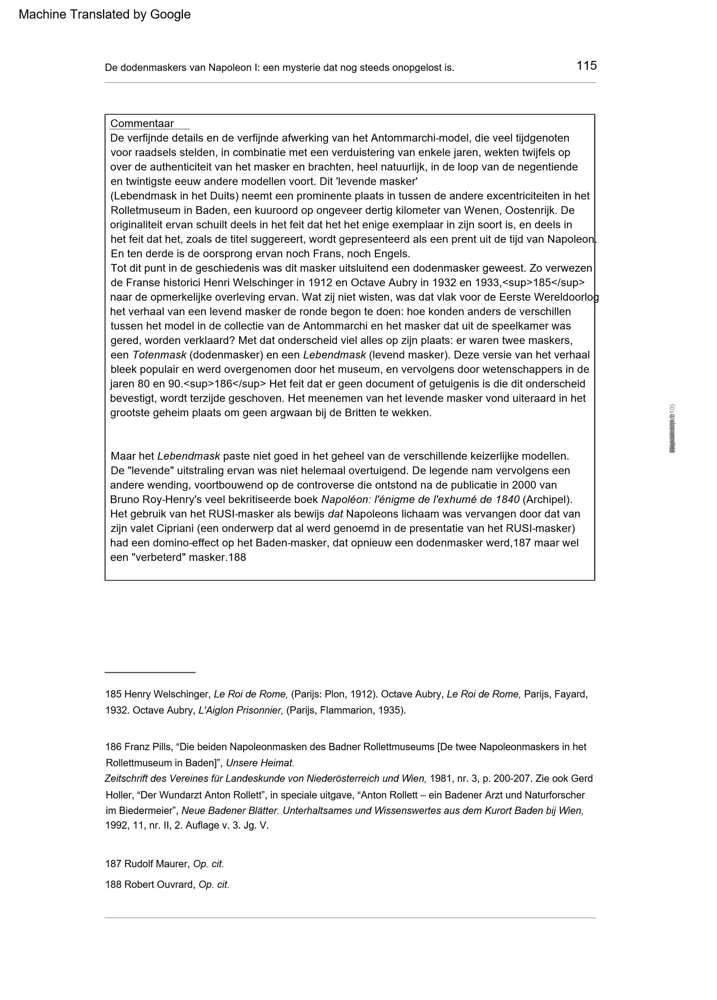 Machine Translated by Google
De dodenmaskers van Napoleon I: een mysterie dat nog steeds onopgelost is.
115
Commentaar
De verfijnde details en de verfijnde afwerking van het Antommarchi-model, die veel tijdgenoten
voor raadsels stelden, in combinatie met een verduistering van enkele jaren, wekten twijfels op
over de authenticiteit van het masker en brachten, heel natuurlijk, in de loop van de negentiende
en twintigste eeuw andere modellen voort. Dit 'levende masker'
(Lebendmask in het Duits) neemt een prominente plaats in tussen de andere excentriciteiten in het
Rolletmuseum in Baden, een kuuroord op ongeveer dertig kilometer van Wenen, Oostenrijk. De
originaliteit ervan schuilt deels in het feit dat het het enige exemplaar in zijn soort is, en deels in
het feit dat het, zoals de titel suggereert, wordt gepresenteerd als een prent uit de tijd van Napoleon.
En ten derde is de oorsprong ervan noch Frans, noch Engels.
Tot dit punt in de geschiedenis was dit masker uitsluitend een dodenmasker geweest. Zo verwezen
de Franse historici Henri Welschinger in 1912 en Octave Aubry in 1932 en 1933,<sup>185</sup>
naar de opmerkelijke overleving ervan. Wat zij niet wisten, was dat vlak voor de Eerste Wereldoorlog
het verhaal van een levend masker de ronde begon te doen: hoe konden anders de verschillen
tussen het model in de collectie van de Antommarchi en het masker dat uit de speelkamer was
gered, worden verklaard? Met dat onderscheid viel alles op zijn plaats: er waren twee maskers,
een Totenmask (dodenmasker) en een Lebendmask (levend masker). Deze versie van het verhaal
bleek populair en werd overgenomen door het museum, en vervolgens door wetenschappers in de
jaren 80 en 90.<sup>186</sup> Het feit dat er geen document of getuigenis is die dit onderscheid
bevestigt, wordt terzijde geschoven. Het meenemen van het levende masker vond uiteraard in het
grootste geheim plaats om geen argwaan bij de Britten te wekken.
Maar het Lebendmask paste niet goed in het geheel van de verschillende keizerlijke modellen.
De "levende" uitstraling ervan was niet helemaal overtuigend. De legende nam vervolgens een
andere wending, voortbouwend op de controverse die ontstond na de publicatie in 2000 van
Bruno Roy-Henry's veel bekritiseerde boek Napoléon: l'énigme de l'exhumé de 1840 (Archipel).
Het gebruik van het RUSI-masker als bewijs dat Napoleons lichaam was vervangen door dat van
zijn valet Cipriani (een onderwerp dat al werd genoemd in de presentatie van het RUSI-masker)
had een domino-effect op het Baden-masker, dat opnieuw een dodenmasker werd,187 maar wel
een "verbeterd" masker.188
185 Henry Welschinger, Le Roi de Rome, (Parijs: Plon, 1912). Octave Aubry, Le Roi de Rome, Parijs, Fayard,
1932. Octave Aubry, L'Aiglon Prisonnier, (Parijs, Flammarion, 1935).
186 Franz Pills, “Die beiden Napoleonmasken des Badner Rollettmuseums [De twee Napoleonmaskers in het
Rollettmuseum in Baden]”, Unsere Heimat.
Zeitschrift des Vereines für Landeskunde von Niederösterreich und Wien, 1981, nr. 3, p. 200-207. Zie ook Gerd
Holler, “Der Wundarzt Anton Rollett”, in speciale uitgave, “Anton Rollett – ein Badener Arzt und Naturforscher
im Biedermeier”, Neue Badener Blätter. Unterhaltsames und Wissenswertes aus dem Kurort Baden bij Wien,
1992, 11, nr. II, 2. Auflage v. 3. Jg. V.
187 Rudolf Maurer, Op. cit.
188 Robert Ouvrard, Op. cit.